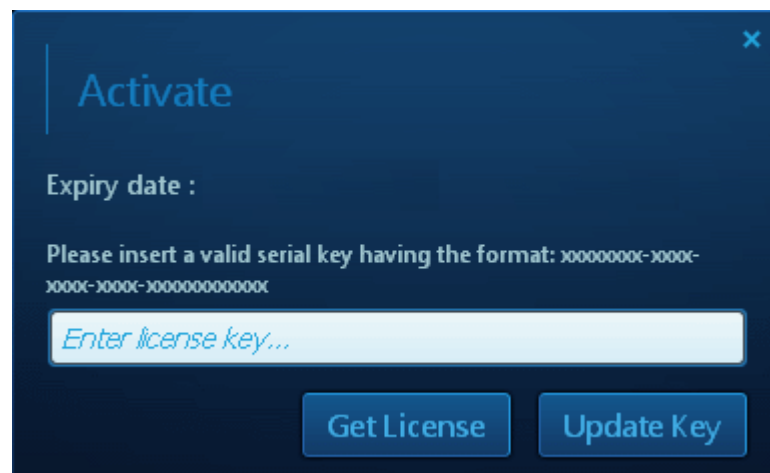 ×
Activate
Expiry date :
Please insert a valid serial key having the format: xxxxxxxx-xxxx-
xxxx-xxxx-xxxxxxxxxxxx
Enter license key...
Get License Update Key